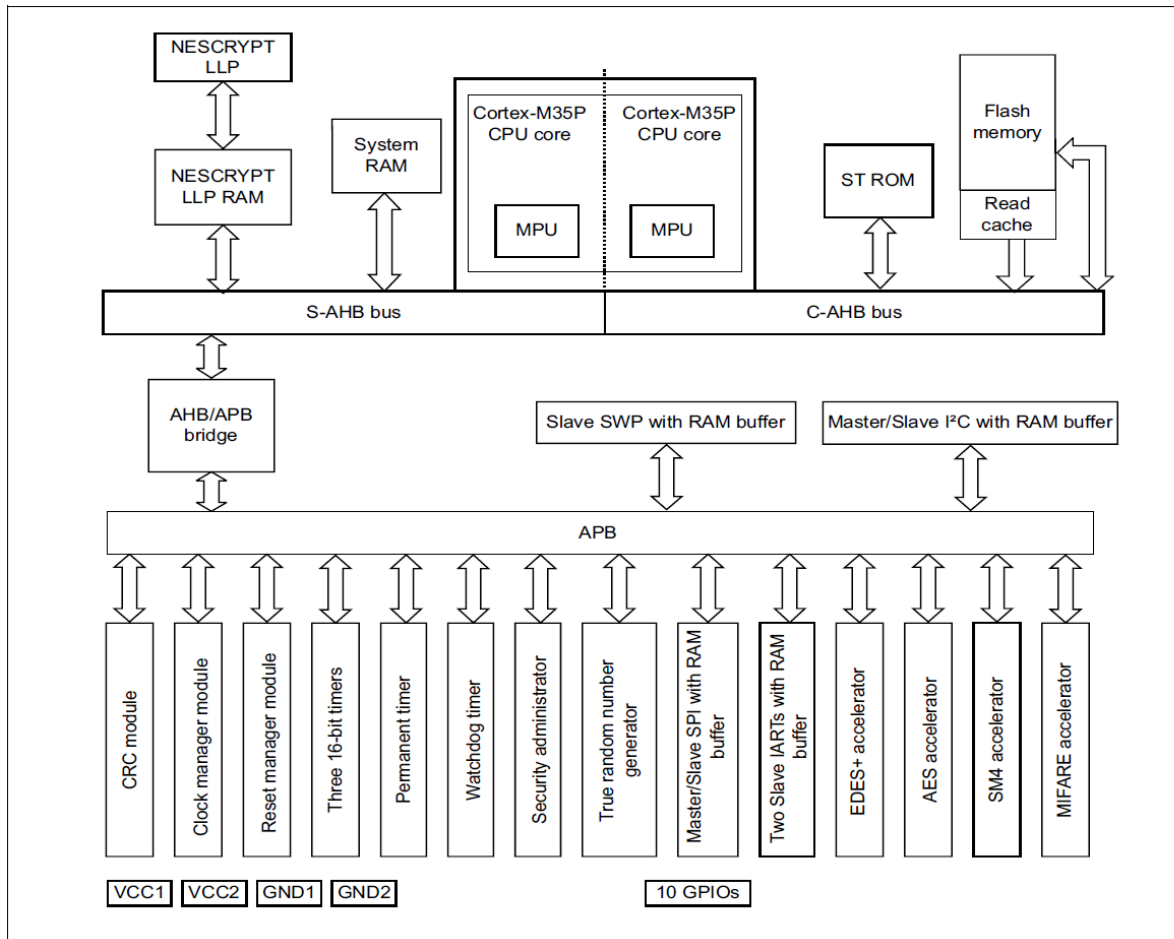 NESCRYPT
LLP
NESCRYPT
LLP RAM
System
RAM
Cortex-M35P
CPU core
MPU
Cortex-M35P
CPU core
MPU
ST ROM
Flash
memory
Read
cache
S-AHB bus
C-AHB bus
AHB/APB
bridge
Slave SWP with RAM buffer
Master/Slave I²C with RAM buffer
APB
CRC module
Clock manager module
Reset manager module
Three 16-bit timers
Permanent timer
Watchdog timer
Security administrator
True random number
generator
Master/Slave SPI with RAM
buffer
Two Slave IARTs with RAM
buffer
EDES+ accelerator
AES accelerator
SM4 accelerator
MIFARE accelerator
VCC1
VCC2
GND1
GND2
10 GPIOs